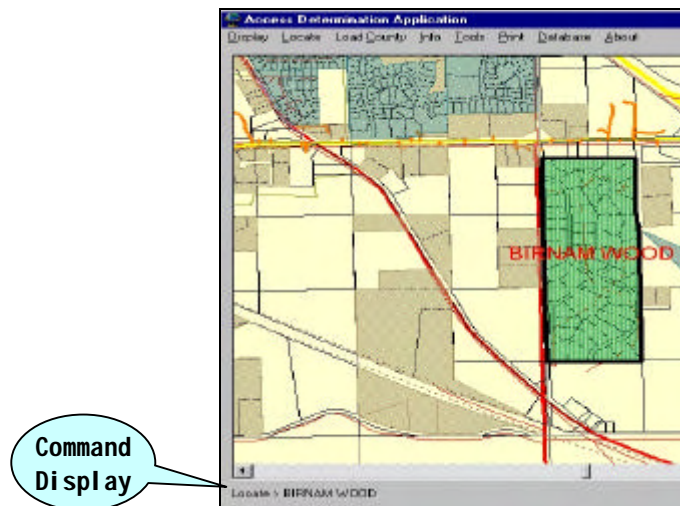 Access Determination Application
Display Locate Load County Info Tools Print Database About
BIRNAM WOOD
Command
Display
Locate > BIRNAM WOOD